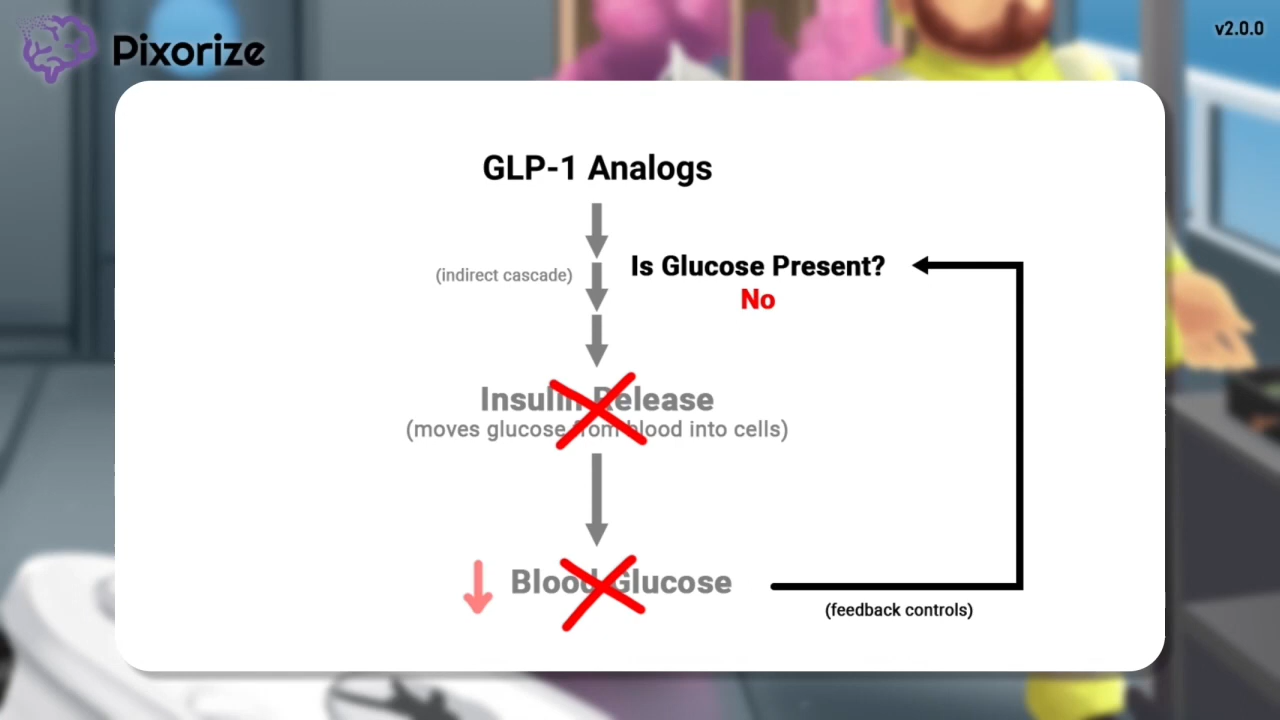 Pixorize
v2.0.0
GLP-1 Analogs
(indirect cascade)
Is Glucose Present?
No
Insulin Release
(moves glucose from blood into cells)
Blood Glucose
(feedback controls)